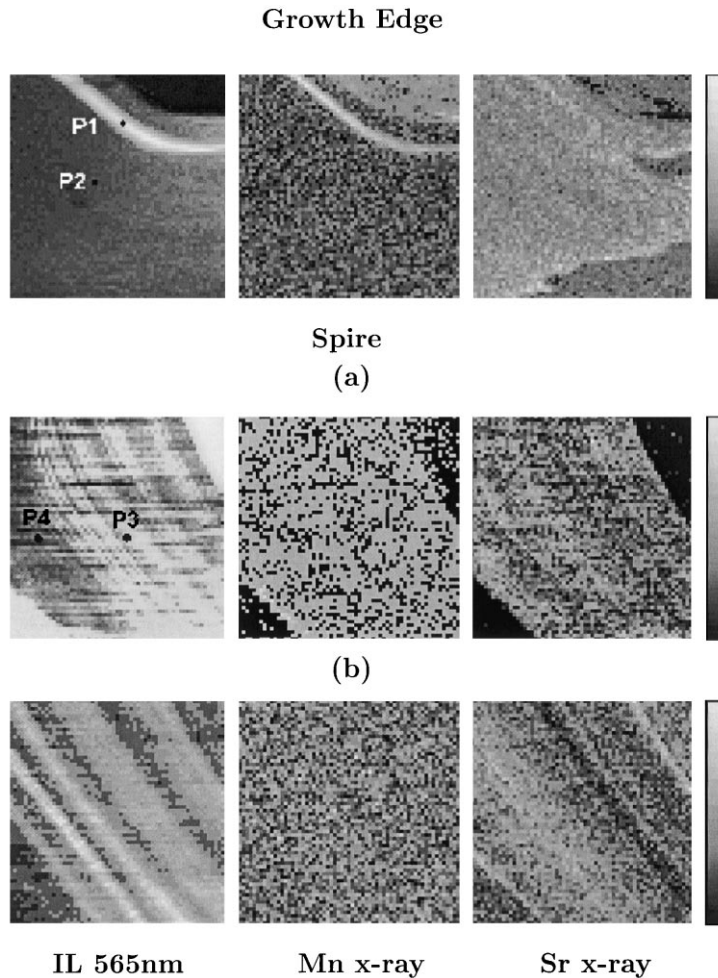 Growth Edge
P1
P2
Spire
(a)
P4 P3
(b)
IL 565nm Mn x-ray Sr x-ray